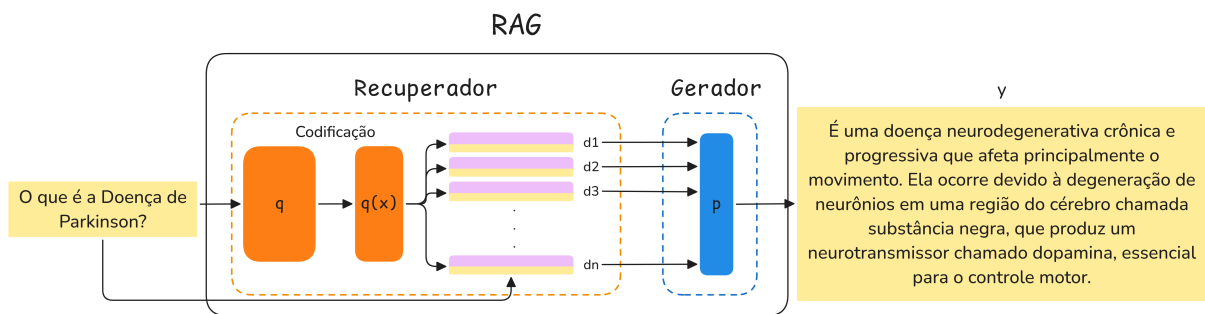 RAG
Recuperador
Gerador
y
Codificação
O que é a Doença de
Parkinson?
q
q(x)
d1
d2
d3
.
.
.
dn
p
É uma doença neurodegenerativa crônica e
progressiva que afeta principalmente o
movimento. Ela ocorre devido à degeneração de
neurônios em uma região do cérebro chamada
substância negra, que produz um
neurotransmissor chamado dopamina, essencial
para o controle motor.